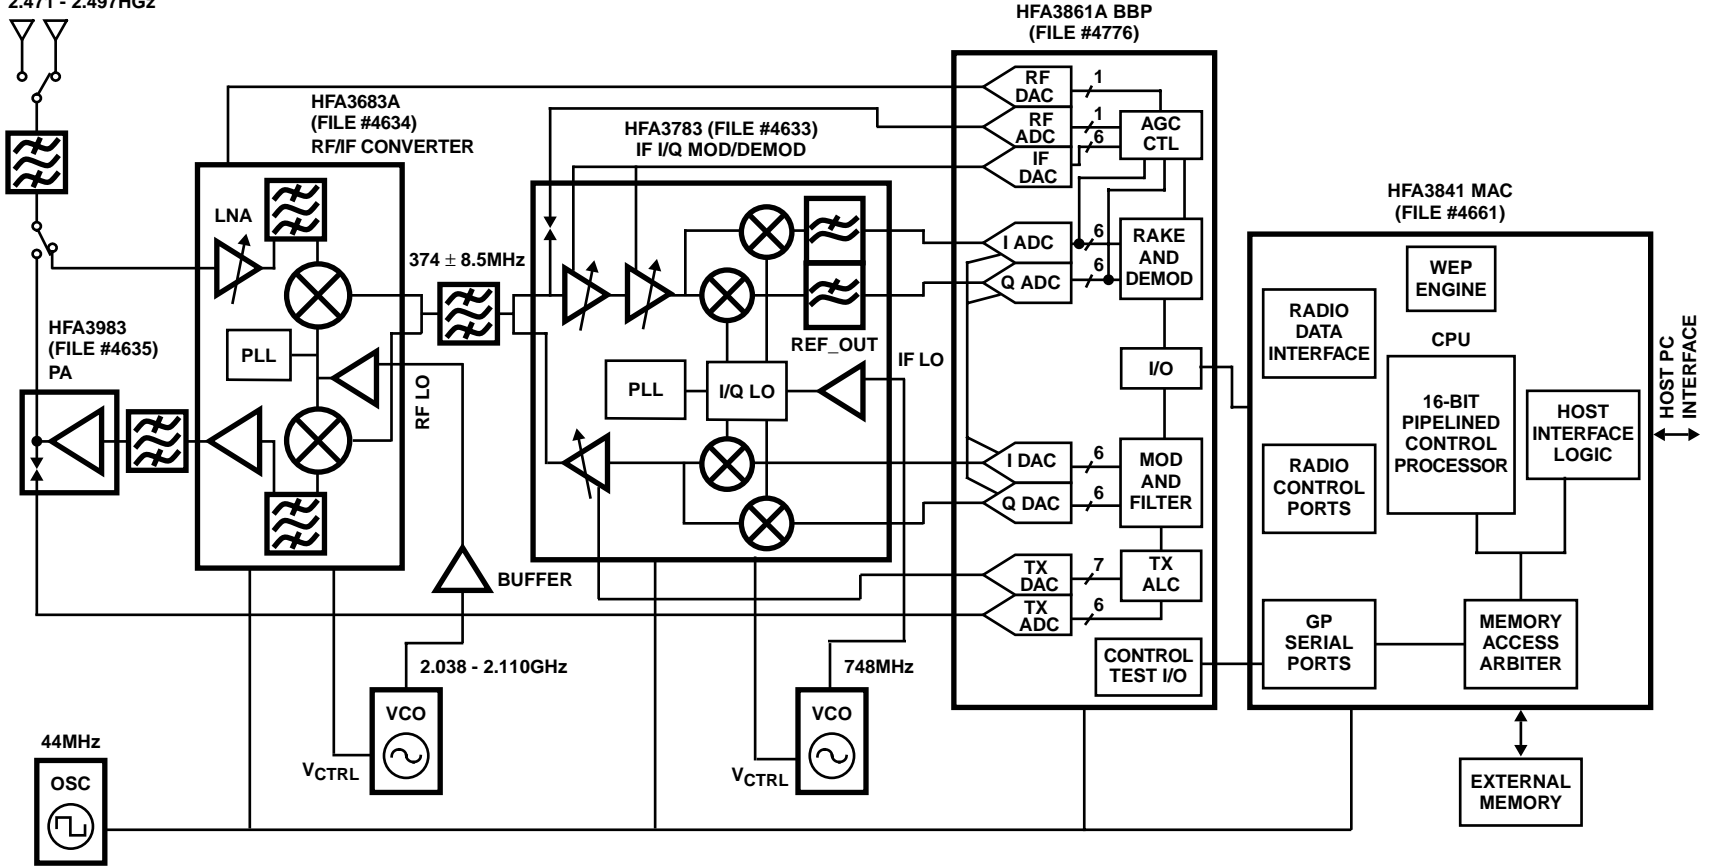 2.471 - 2.497HGz
HFA3861A BBP
(FILE #4776)
HFA3683A
(FILE #4634)
RF/IF CONVERTER
HFA3783 (FILE #4633)
IF I/Q MOD/DEMOD
RF
DAC
1
RF
ADC
1
6
IF
DAC
AGC
CTL
HFA3841 MAC
(FILE #4661)
LNA
374 ± 8.5MHz
I ADC
6
Q ADC
6
RAKE
AND
DEMOD
WEP
ENGINE
RADIO
DATA
INTERFACE
CPU
HFA3983
(FILE #4635)
PA
PLL
RF LO
REF_OUT
IF LO
PLL
I/Q LO
I/O
16-BIT
PIPELINED
CONTROL
PROCESSOR
HOST
INTERFACE
LOGIC
HOST PC
INTERFACE
I DAC
6
Q DAC
6
MOD
AND
FILTER
RADIO
CONTROL
PORTS
BUFFER
TX
DAC
7
TX
ADC
6
TX
ALC
GP
SERIAL
PORTS
MEMORY
ACCESS
ARBITER
CONTROL
TEST I/O
2.038 - 2.110GHz
748MHz
VCO
VCO
44MHz
OSC
VCTRL
VCTRL
EXTERNAL
MEMORY